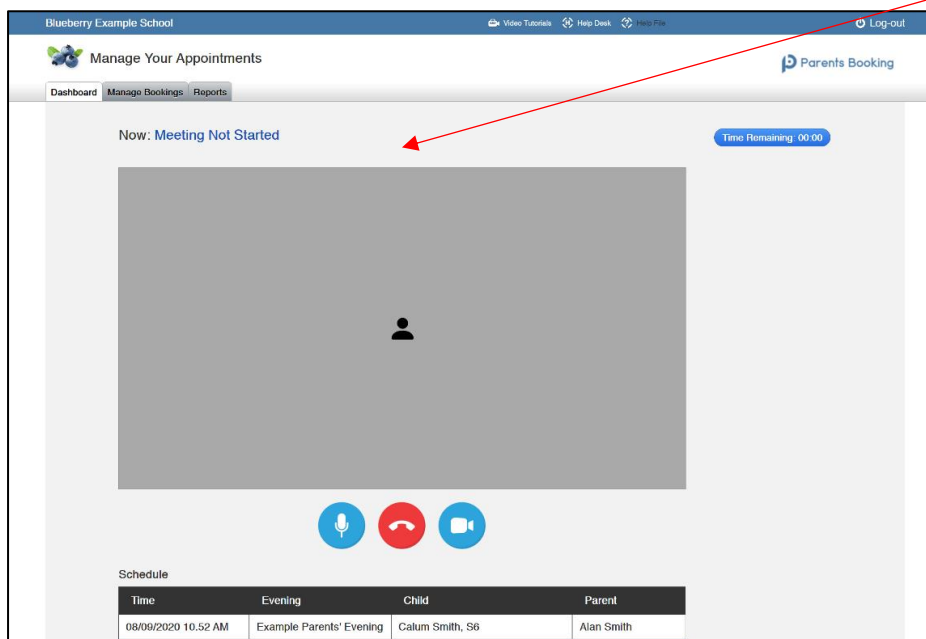 Blueberry Example School Video Tutorials Help Desk Help File Log-out
Manage Your Appointments Parents Booking
Dashboard Manage Bookings Reports
Now: Meeting Not Started Time Remaining: 00:00
Schedule
Time Evening Child Parent
08/09/2020 10.52 AM Example Parents' Evening Calum Smith, S6 Alan Smith